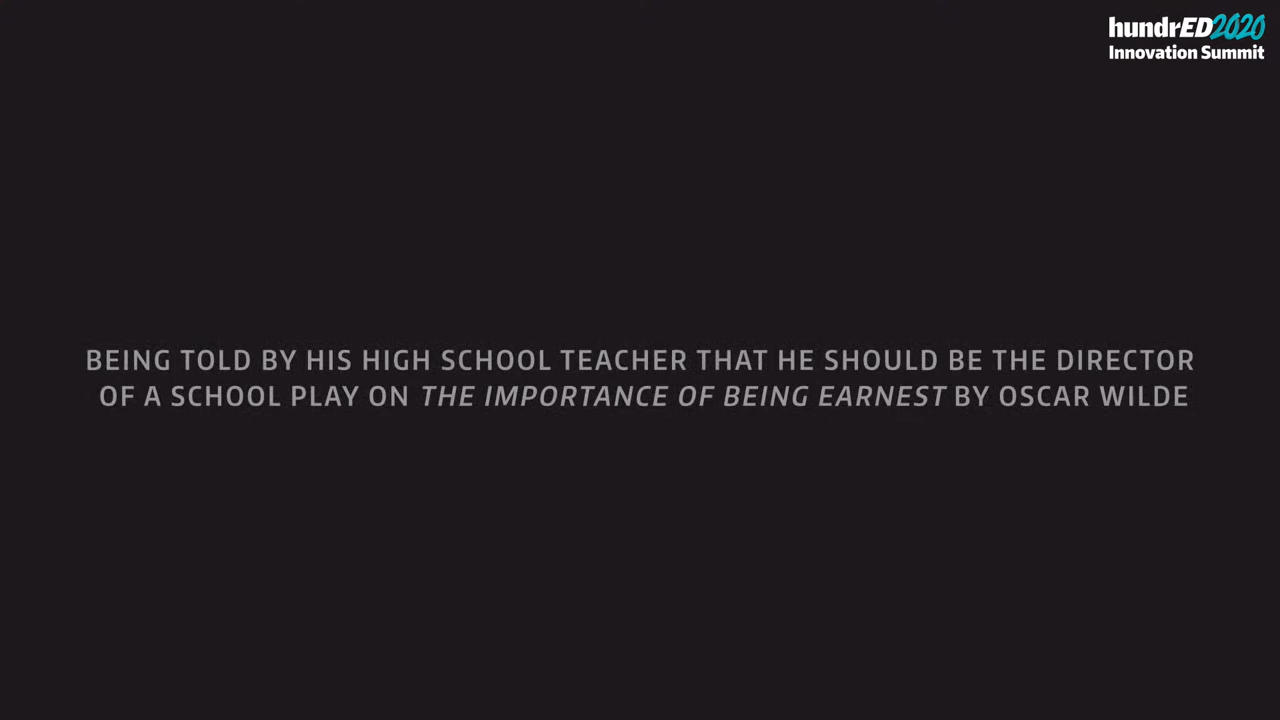 hundrED2020
Innovation Summit
BEING TOLD BY HIS HIGH SCHOOL TEACHER THAT HE SHOULD BE THE DIRECTOR
OF A SCHOOL PLAY ON THE IMPORTANCE OF BEING EARNEST BY OSCAR WILDE